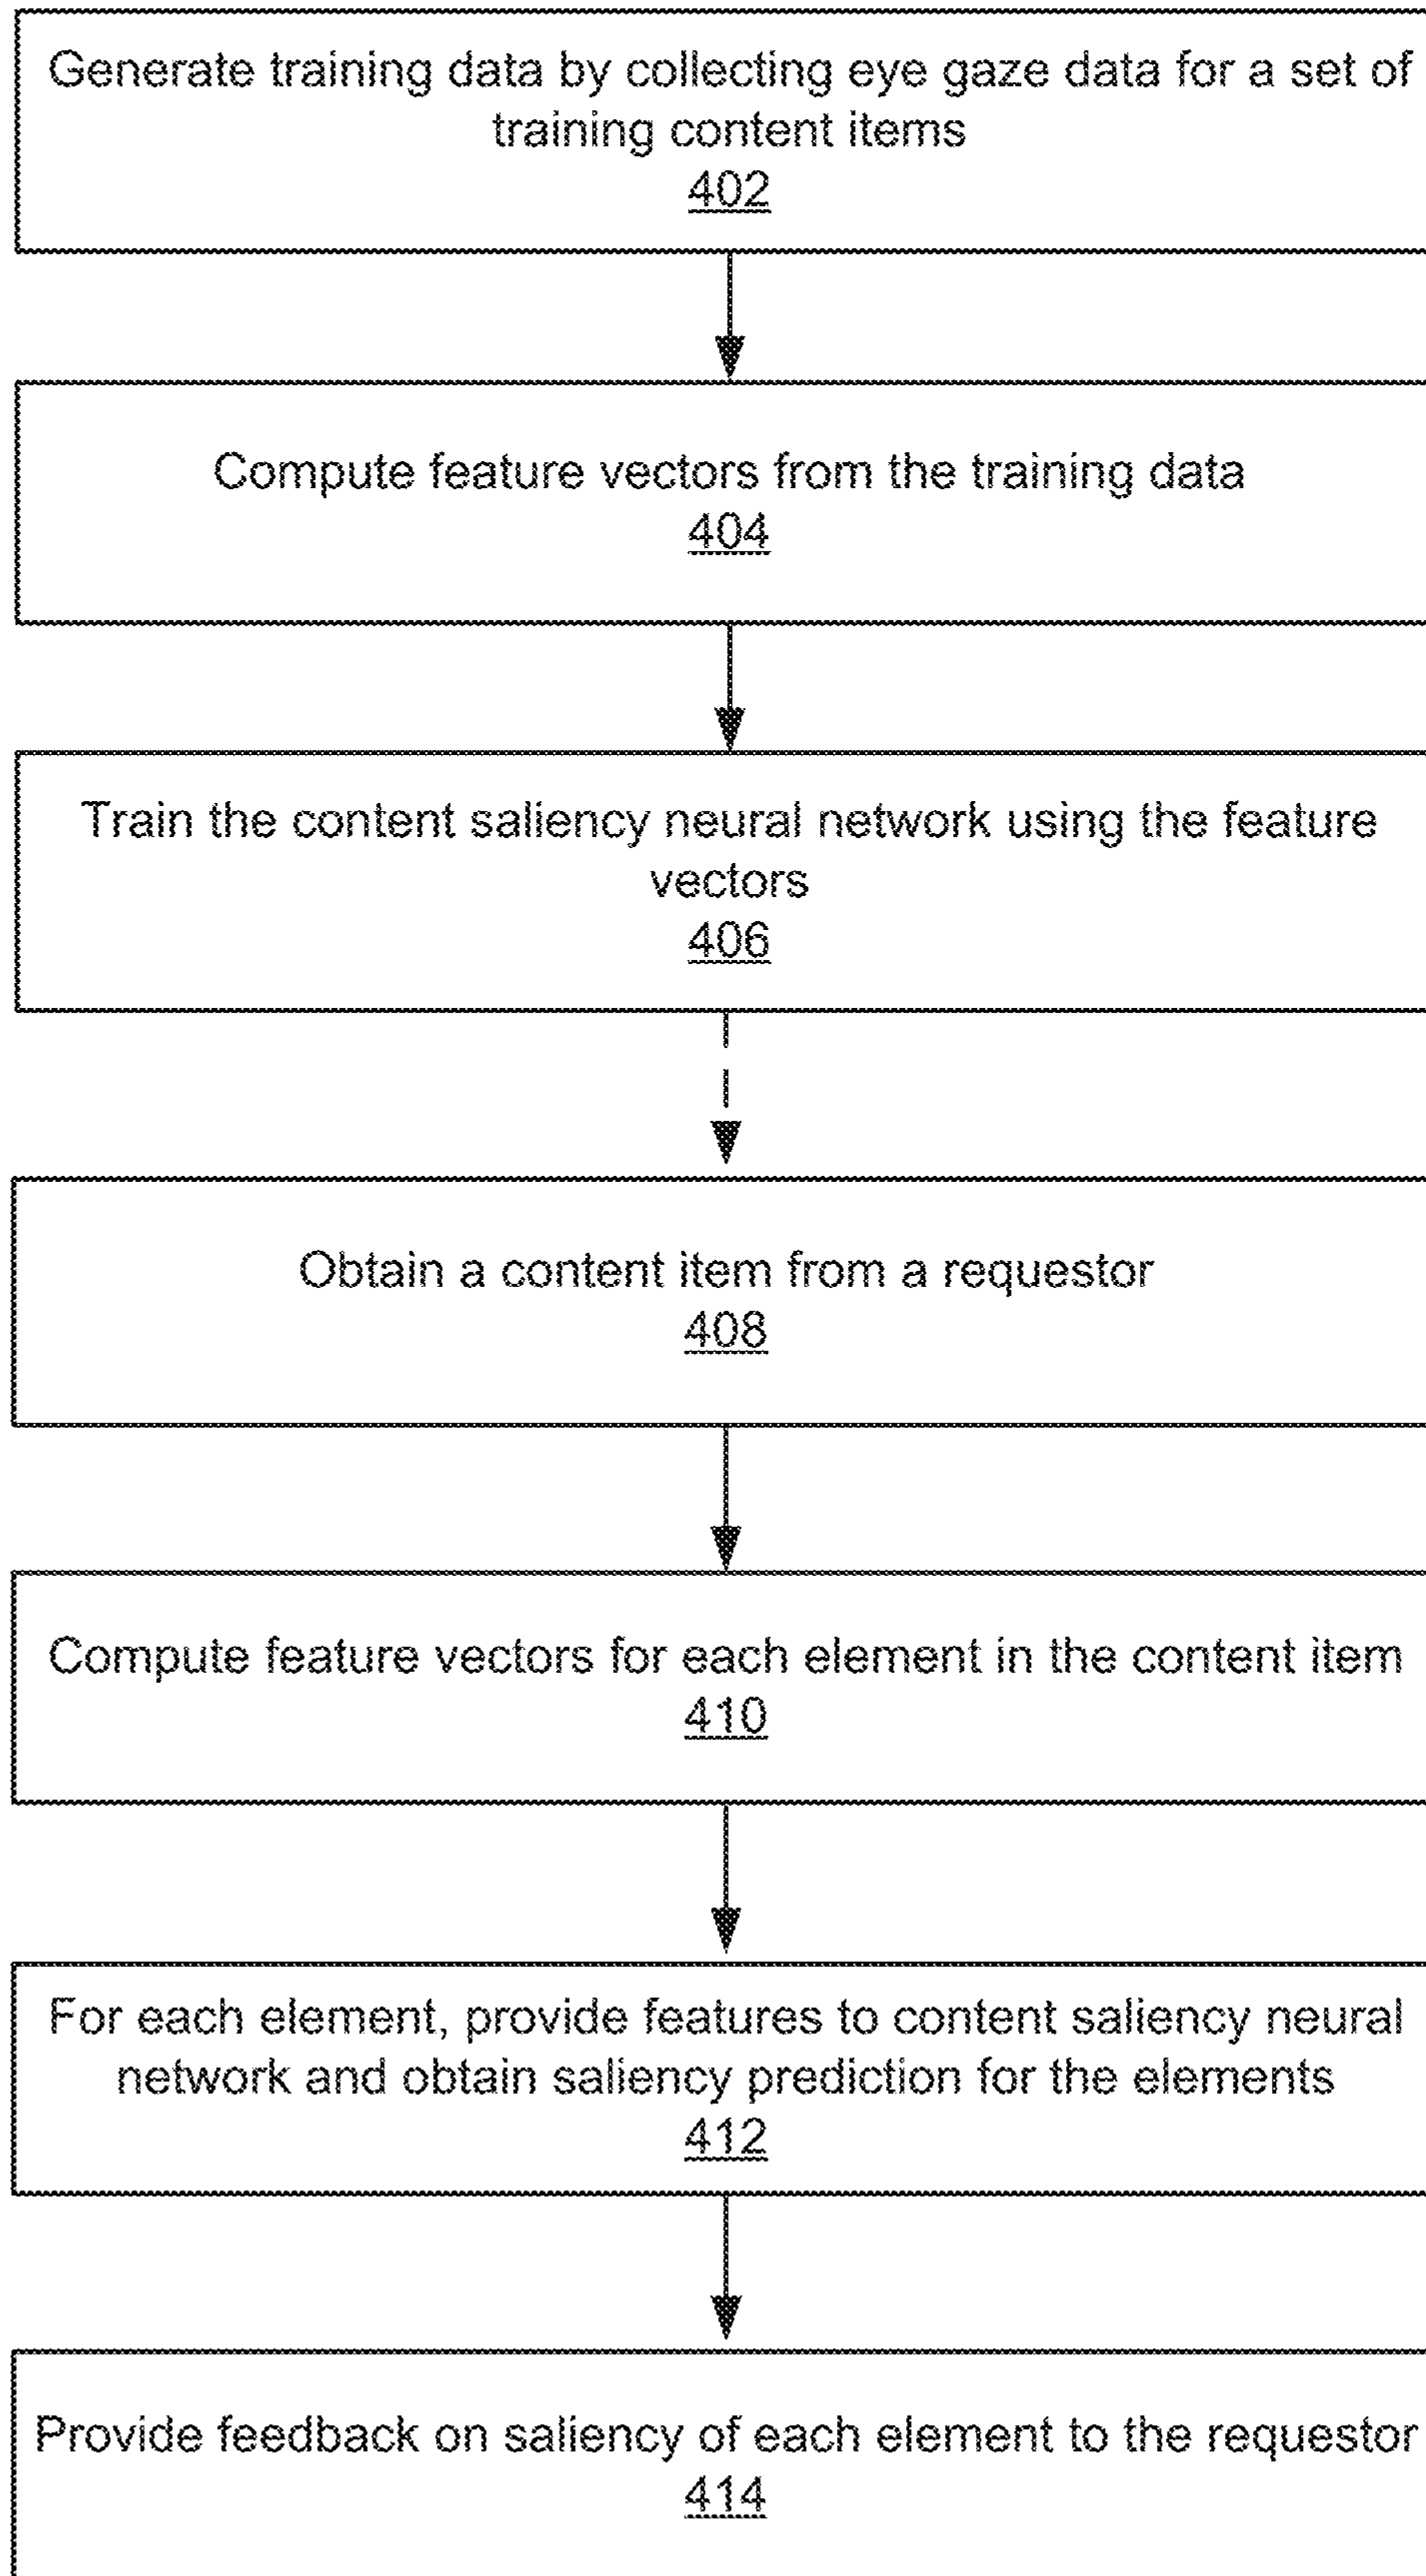 Generate training data by collecting eye gaze data for a set of
training content items
402
Compute feature vectors from the training data
404
Train the content saliency neural network using the feature
vectors
406
Obtain a content item from a requestor
408
Compute feature vectors for each element in the content item
410
For each element, provide features to content saliency neural
network and obtain saliency prediction for the elements
412
Provide feedback on saliency of each element to the requestor
414